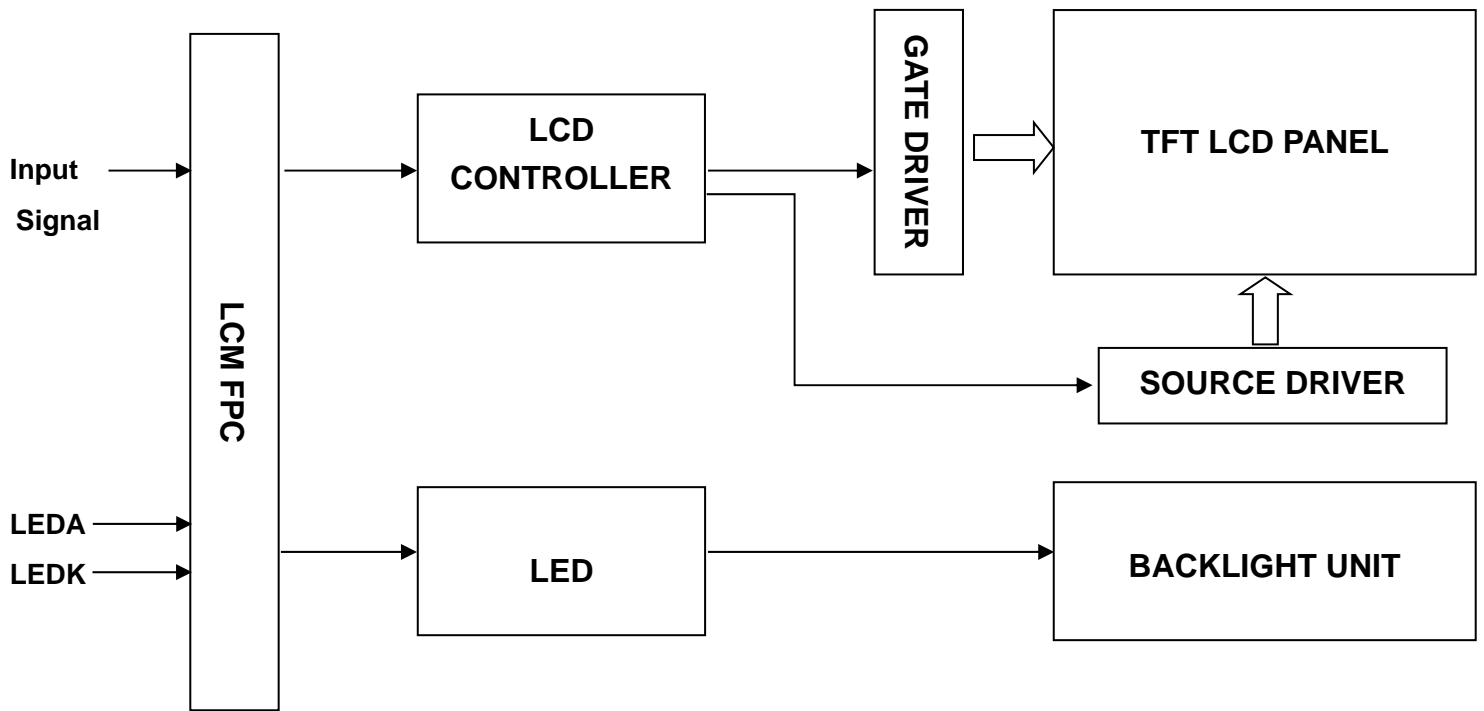 Input
Signal
LEDA
LEDK
LCM FPC
LCD
CONTROLLER
LED
GATE DRIVER
TFT LCD PANEL
SOURCE DRIVER
BACKLIGHT UNIT